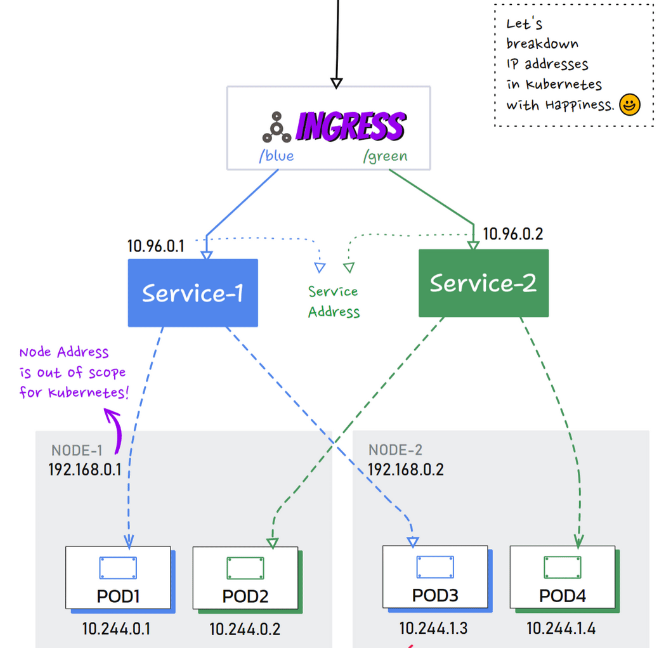 Let's
breakdown
IP addresses
in Kubernetes
with Happiness.
INGRESS
/blue
/green
10.96.0.1
10.96.0.2
Service-1
Service-2
Service
Address
Node Address
is out of scope
for Kubernetes!
NODE-1
192.168.0.1
NODE-2
192.168.0.2
POD1
POD2
POD3
POD4
10.244.0.1
10.244.0.2
10.244.1.3
10.244.1.4